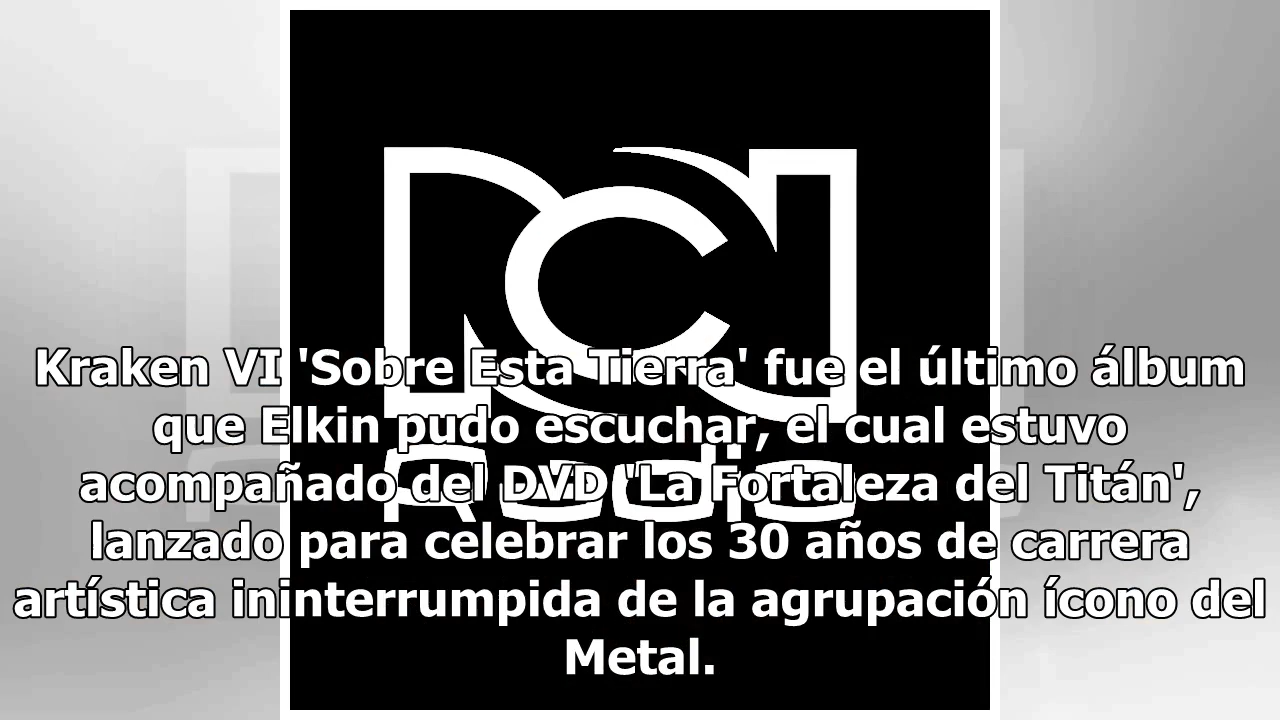 RCN
Radio
Kraken VI 'Sobre Esta Tierra' fue el último álbum
que Elkin pudo escuchar, el cual estuvo
acompañado del DVD 'La Fortaleza del Titán',
lanzado para celebrar los 30 años de carrera
artística ininterrumpida de la agrupación ícono del
Metal.